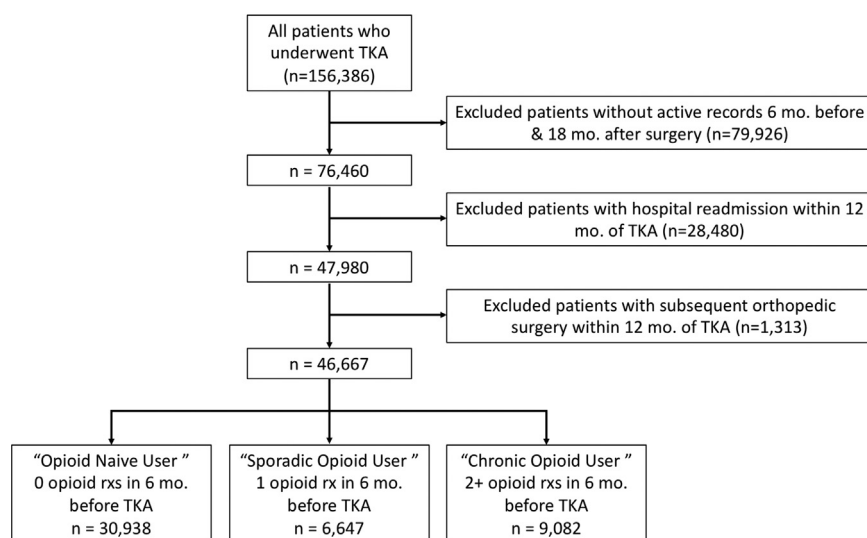 All patients who
underwent TKA
(n=156,386)
Excluded patients without active records 6 mo. before
& 18 mo. after surgery (n=79,926)
n = 76,460
Excluded patients with hospital readmission within 12
mo. of TKA (n=28,480)
n = 47,980
Excluded patients with subsequent orthopedic
surgery within 12 mo. of TKA (n=1,313)
n = 46,667
“Opioid Naive User ”
0 opioid rxs in 6 mo.
before TKA
n = 30,938
“Sporadic Opioid User ”
1 opioid rx in 6 mo.
before TKA
n = 6,647
“Chronic Opioid User ”
2+ opioid rxs in 6 mo.
before TKA
n = 9,082